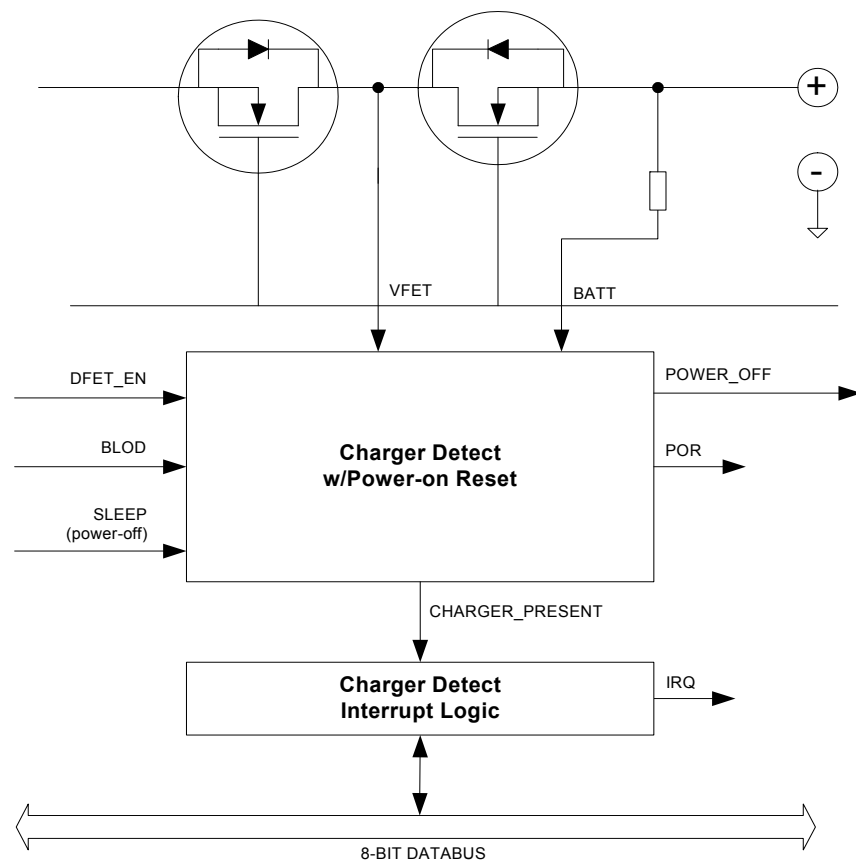 +
-
VFET
BATT
DFET_EN
POWER_OFF
BLOD
Charger Detect
w/Power-on Reset
POR
SLEEP
(power-off)
CHARGER_PRESENT
Charger Detect
Interrupt Logic
IRQ
8-BIT DATABUS